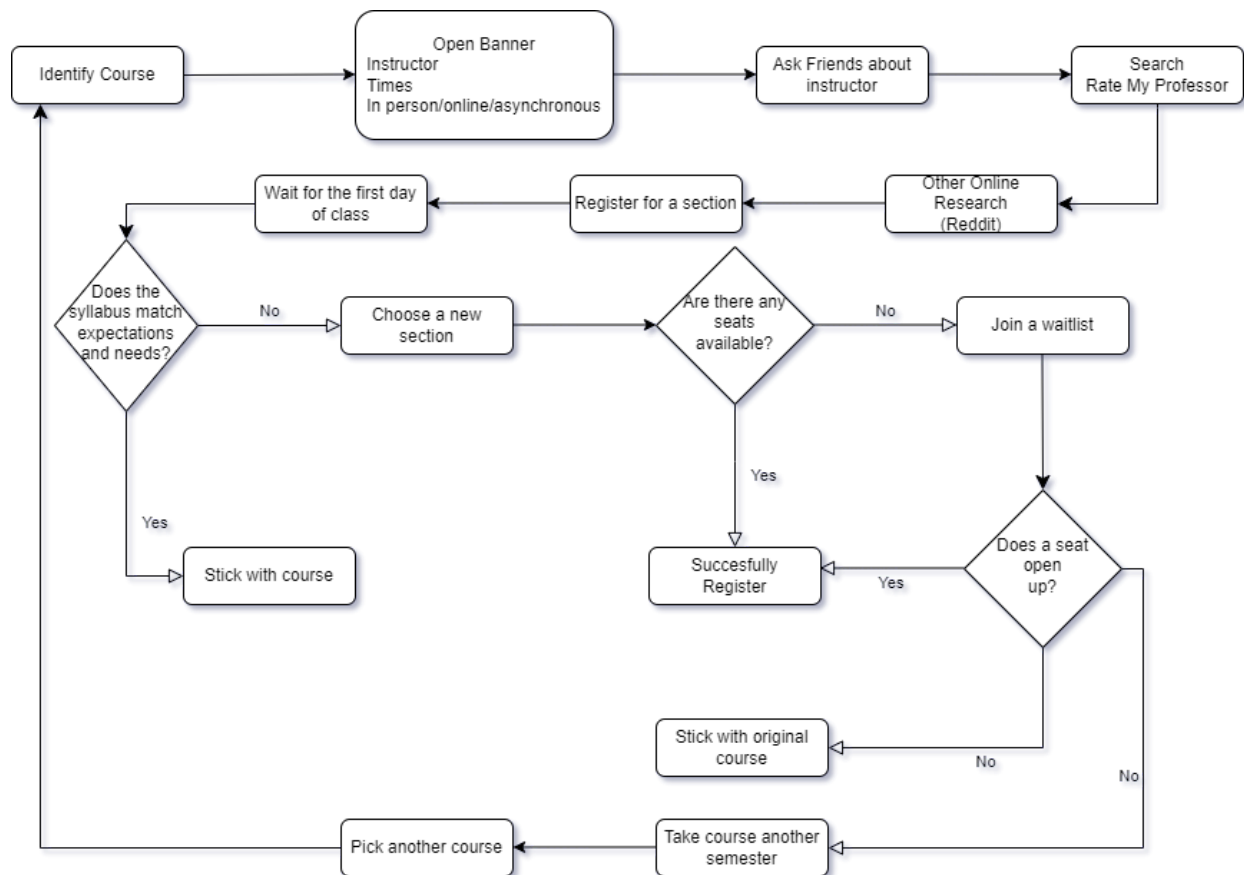 Identify Course
Open Banner
Instructor
Times
In person/online/asynchronous
Ask Friends about
instructor
Search
Rate My Professor
Wait for the first day
of class
Register for a section
Other Online
Research
(Reddit)
Does the
syllabus match
expectations
and needs?
No
Choose a new
section
Are there any
seats
available?
No
Join a waitlist
Yes
Yes
Stick with course
Succesfully
Register
Yes
Does a seat
open
up?
Stick with original
course
No
No
Pick another course
Take course another
semester